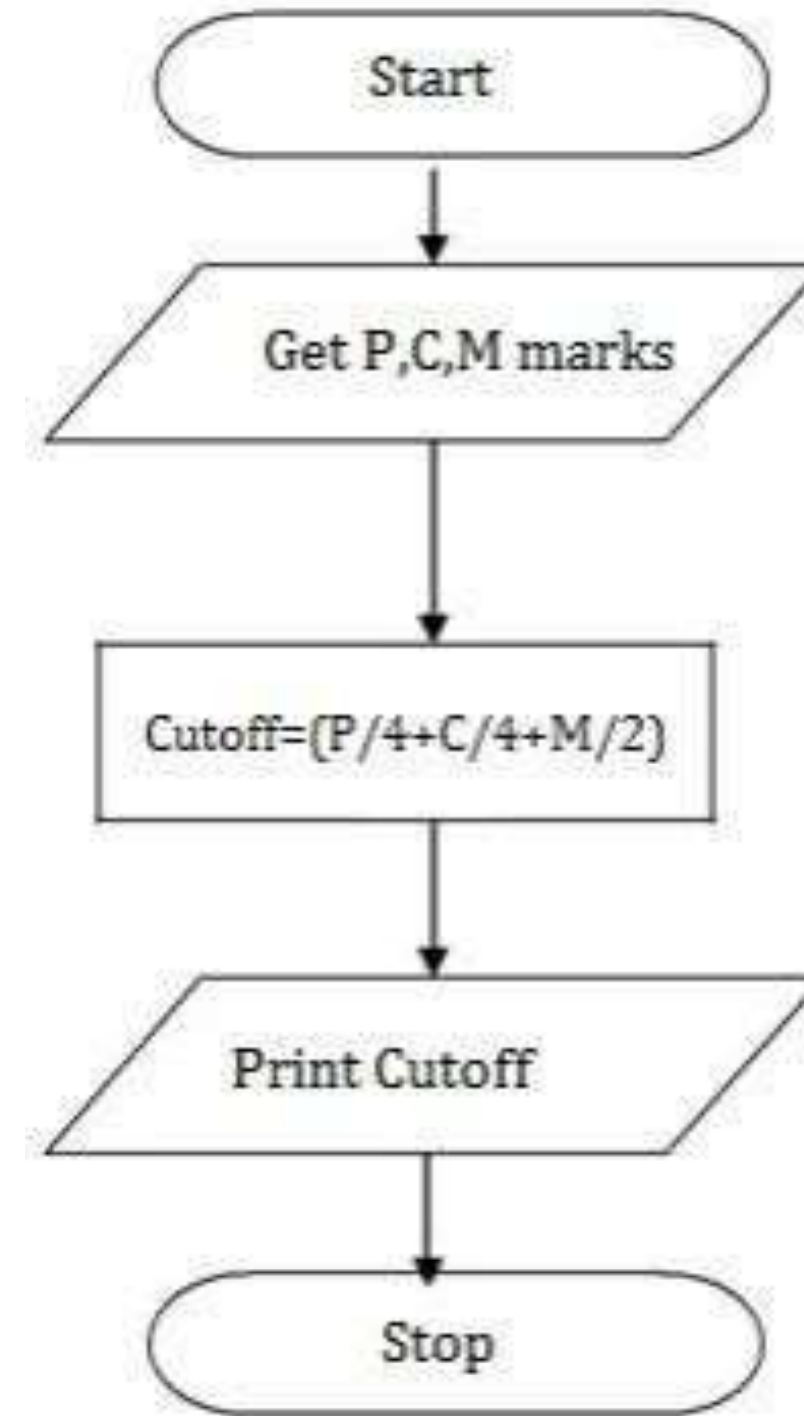 Start
Get P,C,M marks
Cutoff=(P/4+C/4+M/2)
Print Cutoff
Stop